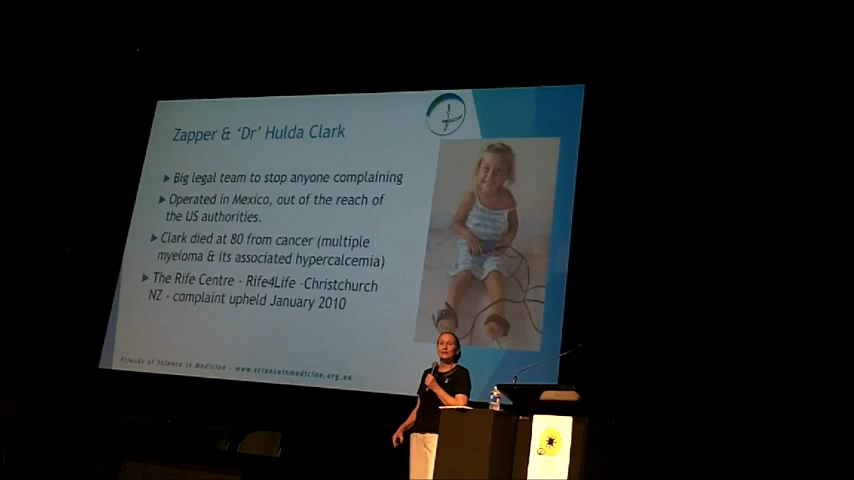 Zapper & 'Dr' Hulda Clark
Big legal team to stop anyone complaining
Operated in Mexico, out of the reach of
the US authorities.
Clark died at 80 from cancer (multiple
myeloma & its associated hypercalcemia)
The Rife Centre - Rife4Life -Christchurch
NZ - complaint upheld January 2010
Friends of Science in Medicine - www.scienceinmedicine.org.au